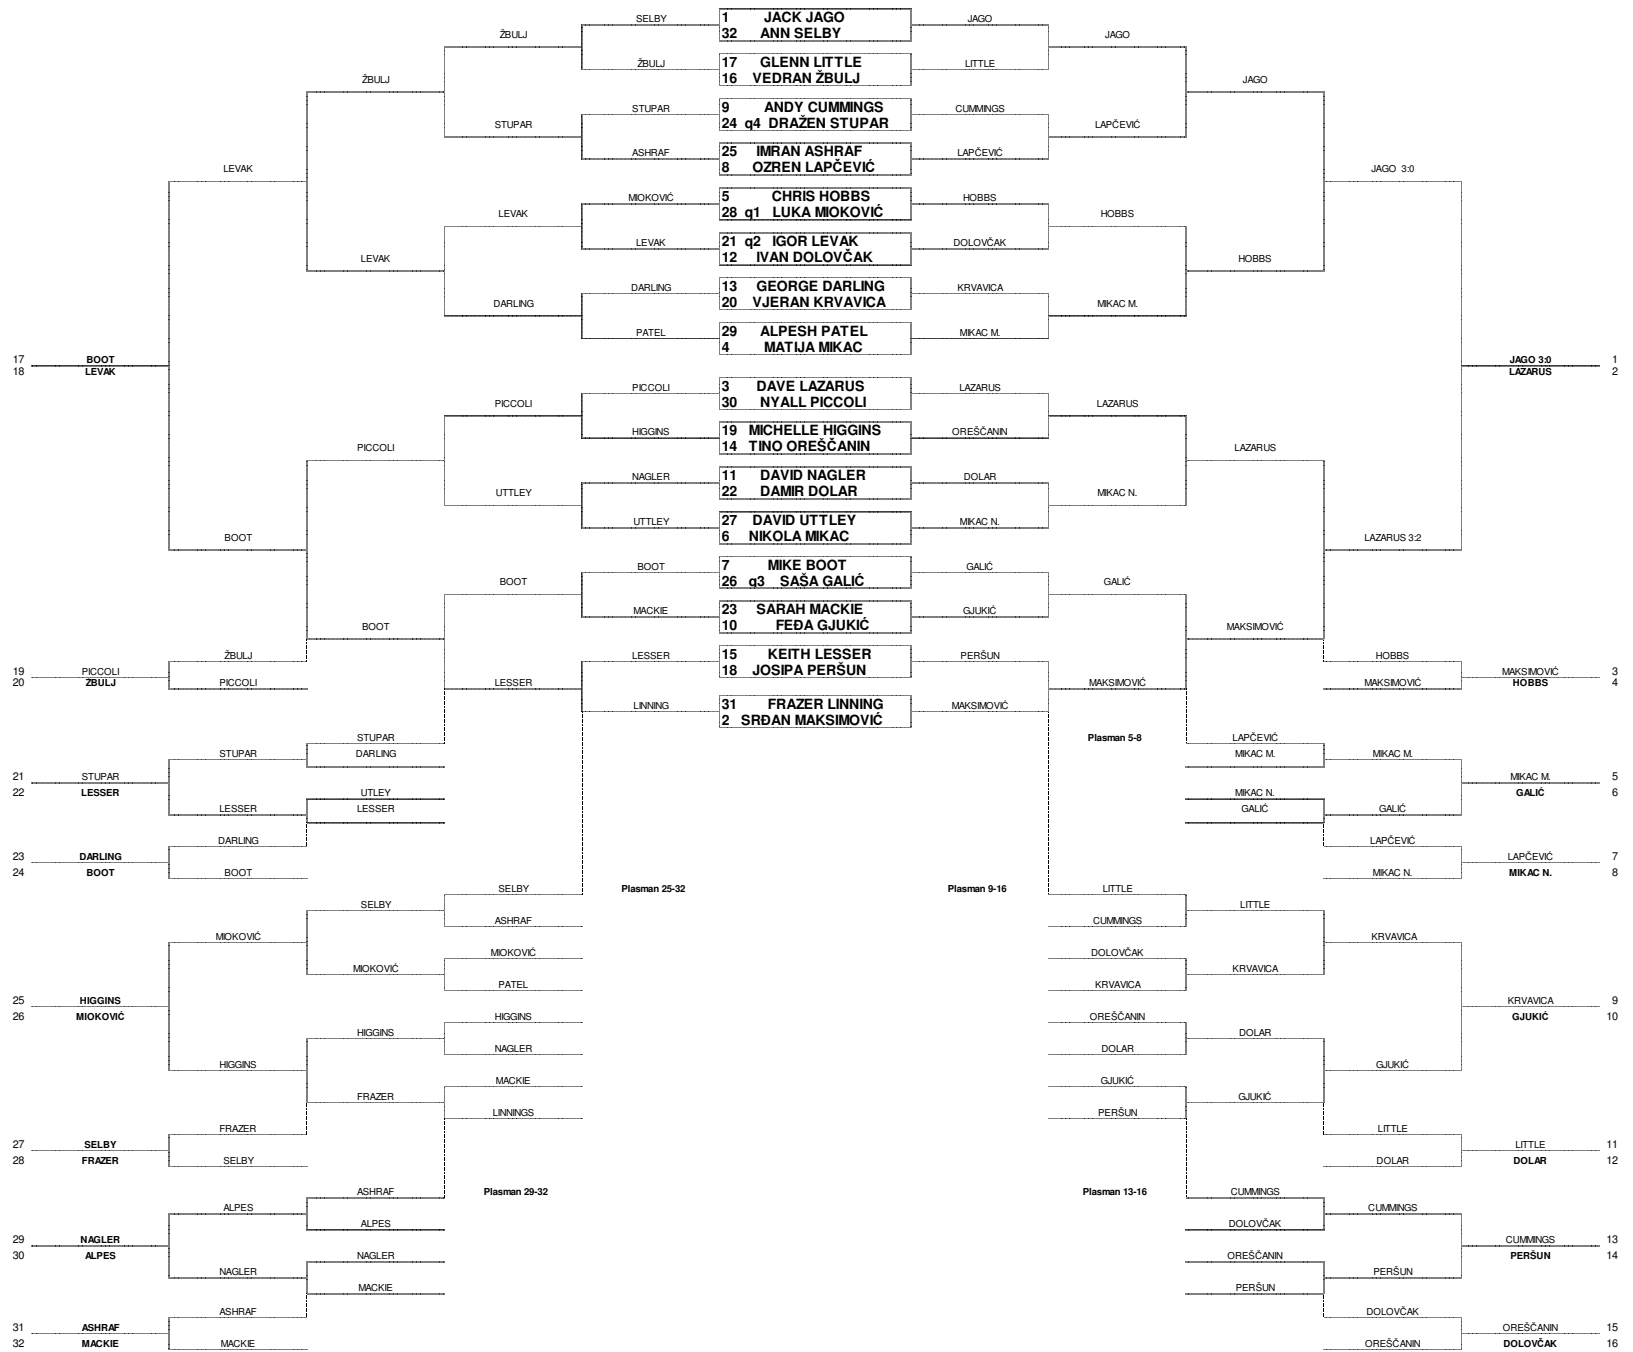 SELBY 1 JACK JAGO JAGO
ŽBULJ 32 ANN SELBY JAGO
ŽBULJ 17 GLENN LITTLE LITTLE
ŽBULJ 16 VEDRAN ŽBULJ JAGO
STUPAR 9 ANDY CUMMINGS CUMMINGS
STUPAR 24 q4 DRAŽEN STUPAR LAPČEVIĆ
ASHRAF 25 IMRAN ASHRAF LAPČEVIĆ
LEVAK 8 OZREN LAPČEVIĆ JAGO 3:0
MIOKOVIĆ 5 CHRIS HOBBS HOBBS
LEVAK 28 q1 LUKA MIOKOVIĆ HOBBS
LEVAK 21 q2 IGOR LEVAK DOLOVČAK
LEVAK 12 IVAN DOLOVČAK HOBBS
DARLING 13 GEORGE DARLING KRVAVICA
DARLING 20 VJERAN KRVAVICA MIKAC M.
PATEL 29 ALPESH PATEL MIKAC M.
4 MATIJA MIKAC
17 BOOT JAGO 3:0 1
18 LEVAK LAZARUS 2
PICCOLI 3 DAVE LAZARUS LAZARUS
PICCOLI 30 NYALL PICCOLI LAZARUS
HIGGINS 19 MICHELLE HIGGINS OREŠČANIN
PICCOLI 14 TINO OREŠČANIN LAZARUS
NAGLER 11 DAVID NAGLER DOLAR
UTTLEY 22 DAMIR DOLAR MIKAC N.
UTTLEY 27 DAVID UTTLEY MIKAC N.
BOOT 6 NIKOLA MIKAC LAZARUS 3:2
BOOT 7 MIKE BOOT GALIĆ
BOOT 26 q3 SAŠA GALIĆ GALIĆ
MACKIE 23 SARAH MACKIE GJUKIĆ
BOOT 10 FEĐA GJUKIĆ MAKSIMOVIĆ
ŽBULJ LESSER 15 KEITH LESSER PERŠUN HOBBS
19 PICCOLI 18 JOSIPA PERŠUN MAKSIMOVIĆ 3
20 ŽBULJ PICCOLI LESSER MAKSIMOVIĆ MAKSIMOVIĆ HOBBS 4
LINNING 31 FRAZER LINNING MAKSIMOVIĆ
2 SRĐAN MAKSIMOVIĆ
STUPAR Plasman 5-8 LAPČEVIĆ
STUPAR DARLING MIKAC M. MIKAC M.
21 STUPAR MIKAC M. 5
22 LESSER UTLEY MIKAC N. GALIĆ 6
LESSER LESSER GALIĆ GALIĆ
DARLING LAPČEVIĆ
23 DARLING LAPČEVIĆ 7
24 BOOT BOOT MIKAC N. MIKAC N. 8
SELBY Plasman 25-32 Plasman 9-16 LITTLE
SELBY LITTLE
ASHRAF CUMMINGS
MIOKOVIĆ KRVAVICA
MIOKOVIĆ DOLOVČAK
MIOKOVIĆ KRVAVICA
PATEL KRVAVICA
25 HIGGINS KRVAVICA 9
26 MIOKOVIĆ HIGGINS OREŠČANIN GJUKIĆ 10
HIGGINS DOLAR
NAGLER DOLAR
HIGGINS GJUKIĆ
MACKIE GJUKIĆ
FRAZER GJUKIĆ
LINNINGS PERŠUN
FRAZER LITTLE
27 SELBY LITTLE 11
28 FRAZER SELBY DOLAR DOLAR 12
ASHRAF Plasman 29-32 Plasman 13-16 CUMMINGS
ALPES CUMMINGS
ALPES DOLOVČAK
29 NAGLER CUMMINGS 13
30 ALPES NAGLER OREŠČANIN PERŠUN 14
NAGLER PERŠUN
MACKIE PERŠUN
ASHRAF DOLOVČAK
31 ASHRAF OREŠČANIN 15
32 MACKIE MACKIE OREŠČANIN DOLOVČAK 16